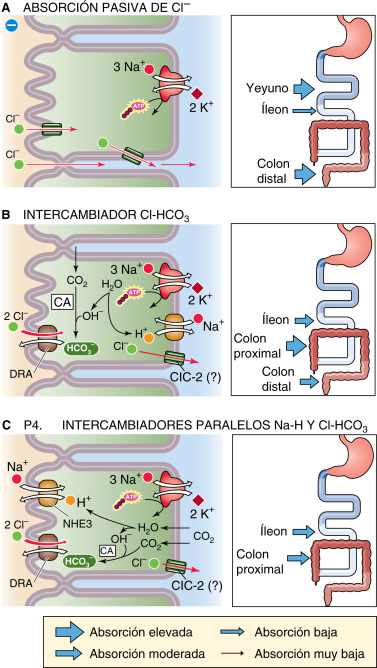 A ABSORCIÓN PASIVA DE Cl–
3 Na+
ATP
2 K+
Cl–
Cl–
Yeyuno
Íleon
Colon
distal
B INTERCAMBIADOR Cl-HCO3
3 Na+
CO2
H2O
ATP
CA
OH–
2 K+
2 Cl–
H+
Na+
HCO3
Cl–
DRA
ClC-2 (?)
Íleon
Colon
proximal
Colon
distal
C P4. INTERCAMBIADORES PARALELOS Na-H Y Cl-HCO3
Na+
3 Na+
H+
ATP
2 K+
NHE3
H2O
2 Cl–
OH–
CO2
CA
CO2
HCO3
Cl–
DRA
ClC-2 (?)
Íleon
Colon
proximal
Absorción elevada
Absorción baja
Absorción moderada
Absorción muy baja